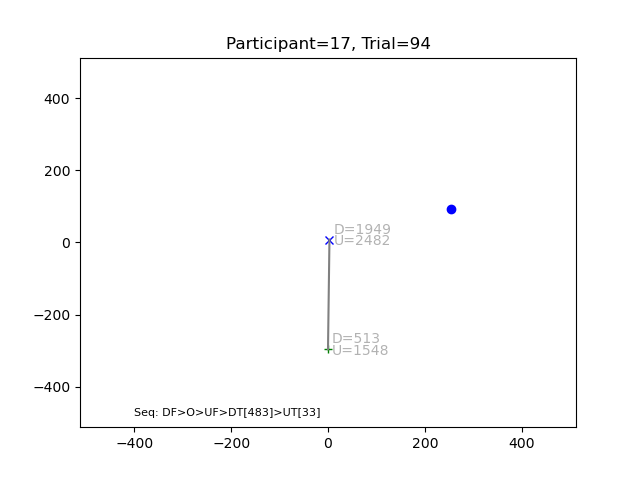 Participant=17, Trial=94
400
200
0
−200
−400
D=1949
U=2482
D=513
U=1548
Seq: DF>O>UF>DT[483]>UT[33]
−400
−200
0
200
400